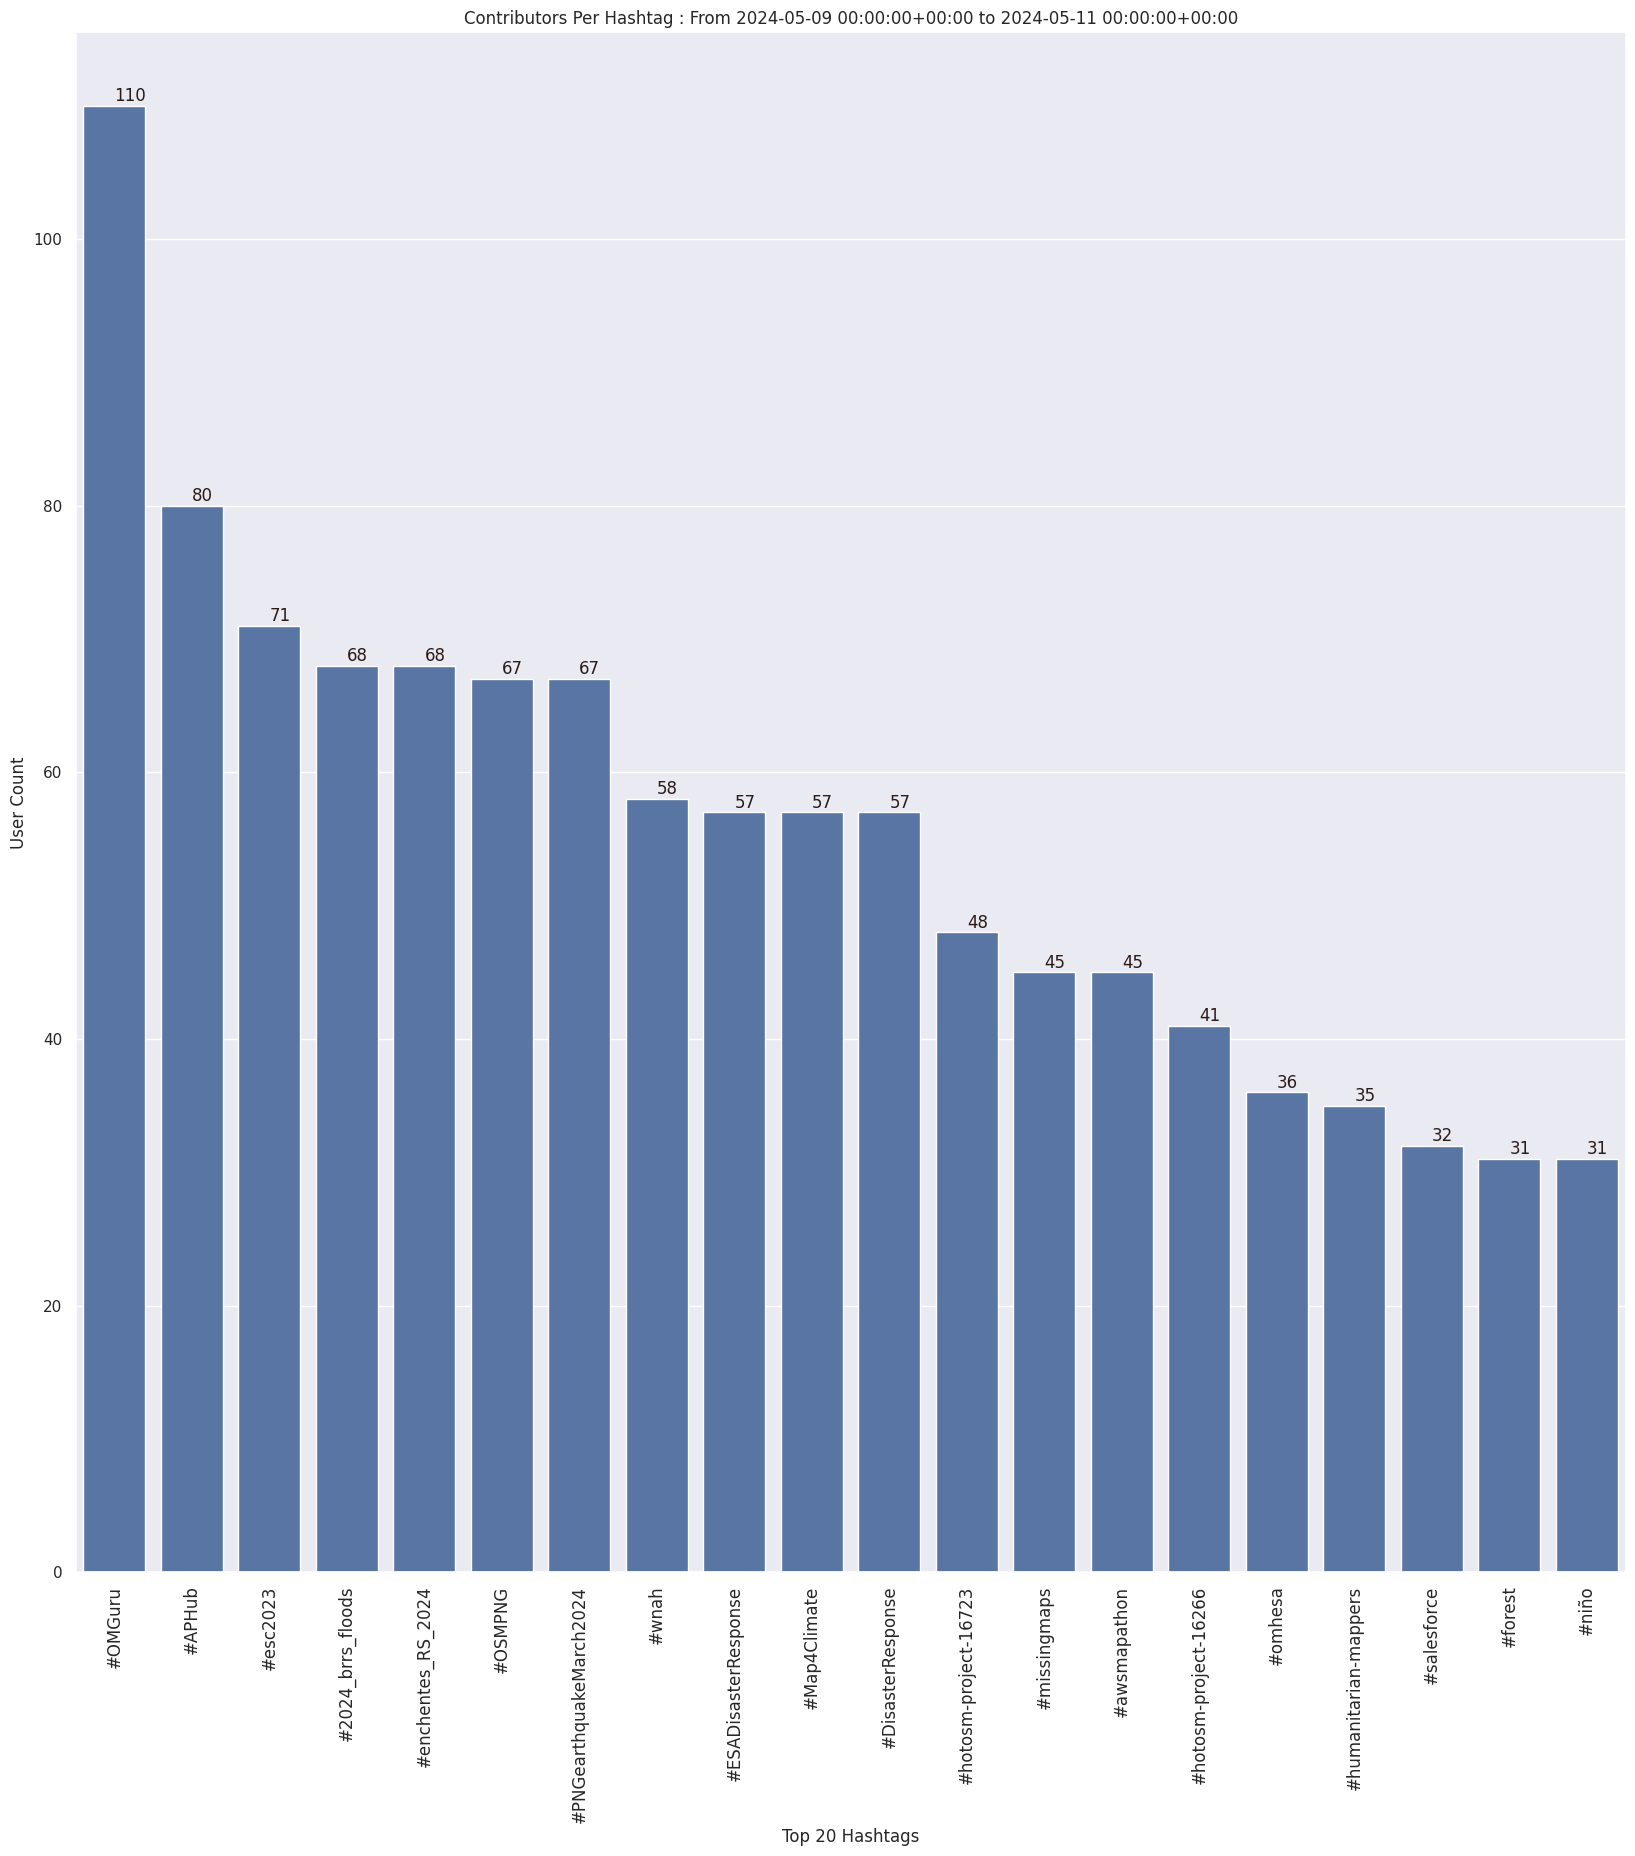 Contributors Per Hashtag : From 2024-05-09 00:00:00+00:00 to 2024-05-11 00:00:00+00:00
User Count
100
80
60
40
20
0
110
80
71
68
68
67
67
58
57
57
57
48
45
45
41
36
35
32
31
31
#OMGuru
#APHub
#esc2023
#2024_brrs_floods
#enchentes_RS_2024
#OSMPNG
#PNGearthquakeMarch2024
#wnah
#ESADisasterResponse
#Map4Climate
#DisasterResponse
#hotosm-project-16723
#missingmaps
#awsmapathon
#hotosm-project-16266
#omhesa
#humanitarian-mappers
#salesforce
#forest
#niño
Top 20 Hashtags